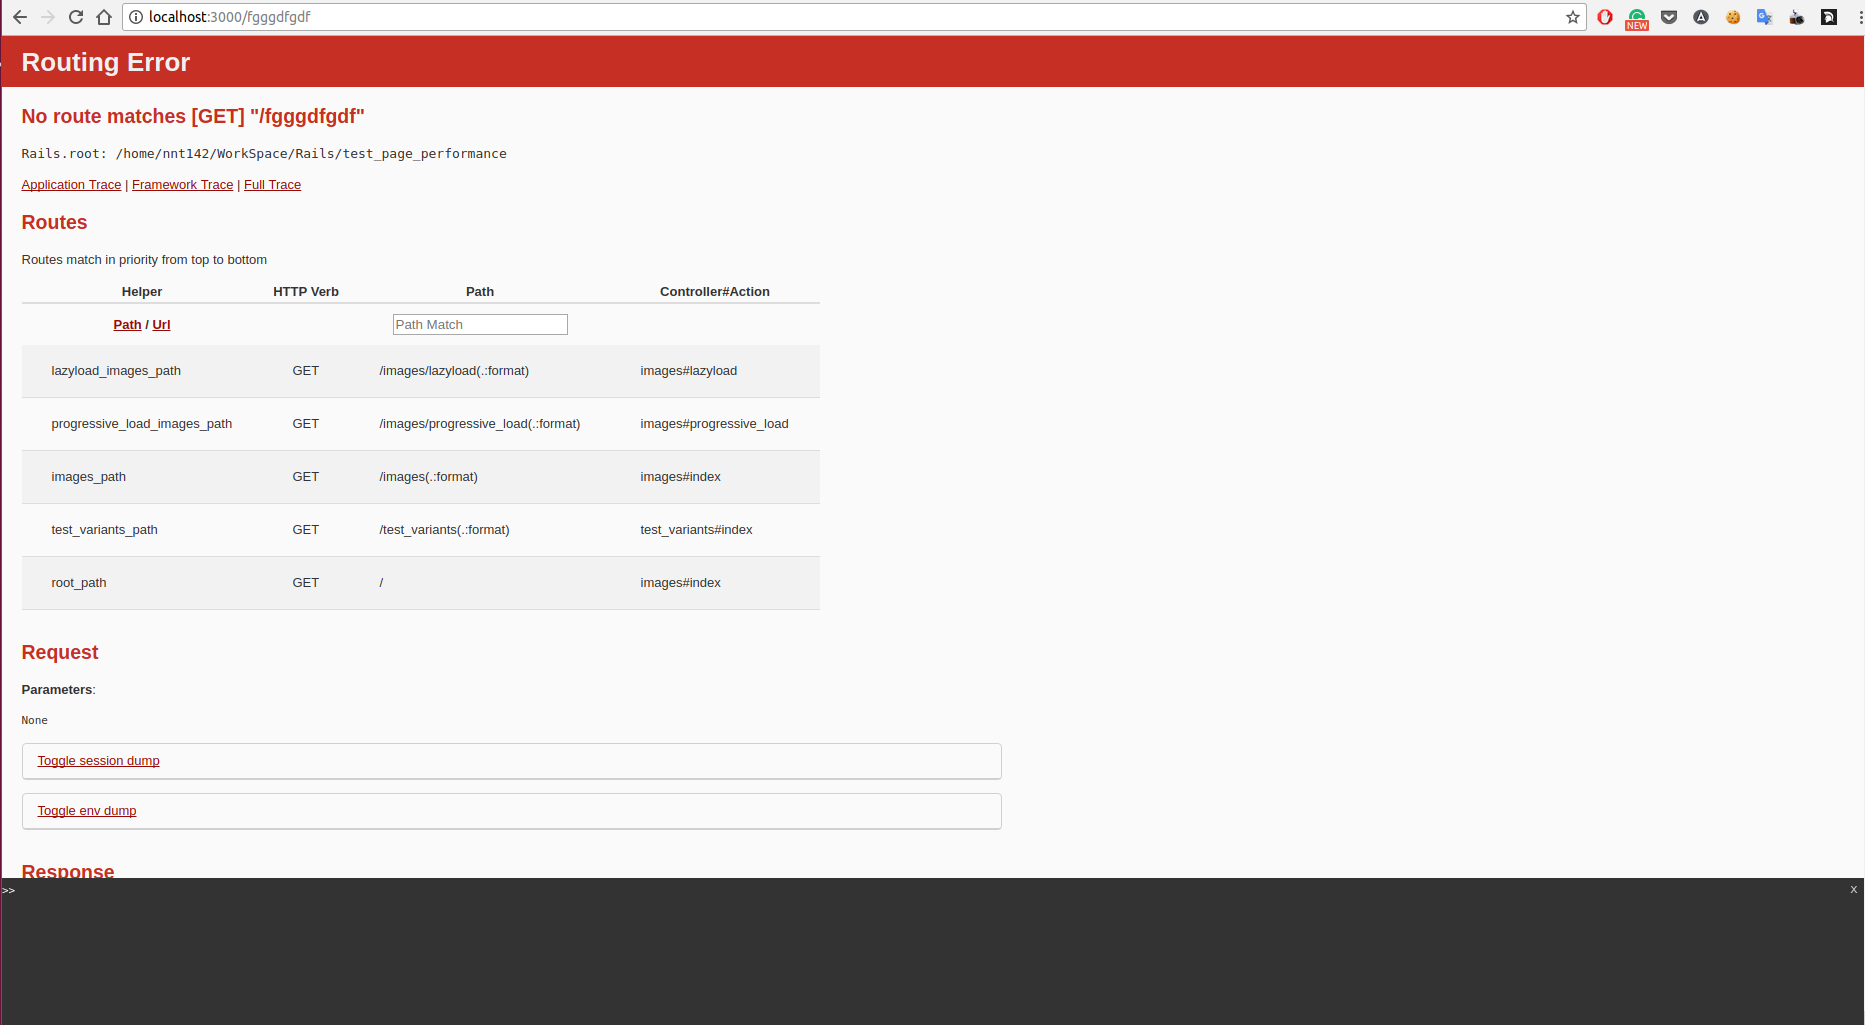 localhost:3000/fgggdfgdf
NEW
Routing Error
No route matches [GET] "/fgggdfgdf"
Rails.root: /home/nnt142/WorkSpace/Rails/test_page_performance
Application Trace | Framework Trace | Full Trace
Routes
Routes match in priority from top to bottom
Helper HTTP Verb Path Controller#Action
Path / Url Path Match
lazyload_images_path GET /images/lazyload(.:format) images#lazyload
progressive_load_images_path GET /images/progressive_load(.:format) images#progressive_load
images_path GET /images(.:format) images#index
test_variants_path GET /test_variants(.:format) test_variants#index
root_path GET / images#index
Request
Parameters:
None
Toggle session dump
Toggle env dump
Response
>> x